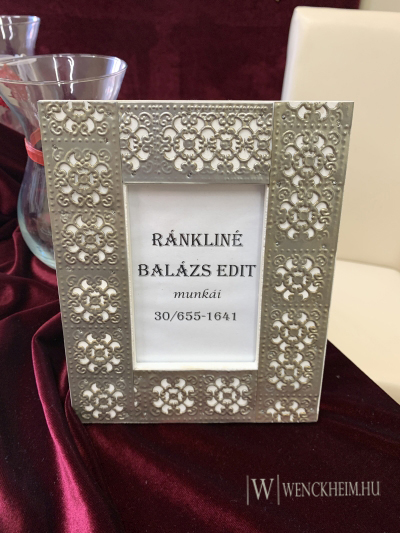 RÁNKLINÉ
BALÁZS EDIT
munkái
30/655-1641
|W| WENCKHEIM.HU